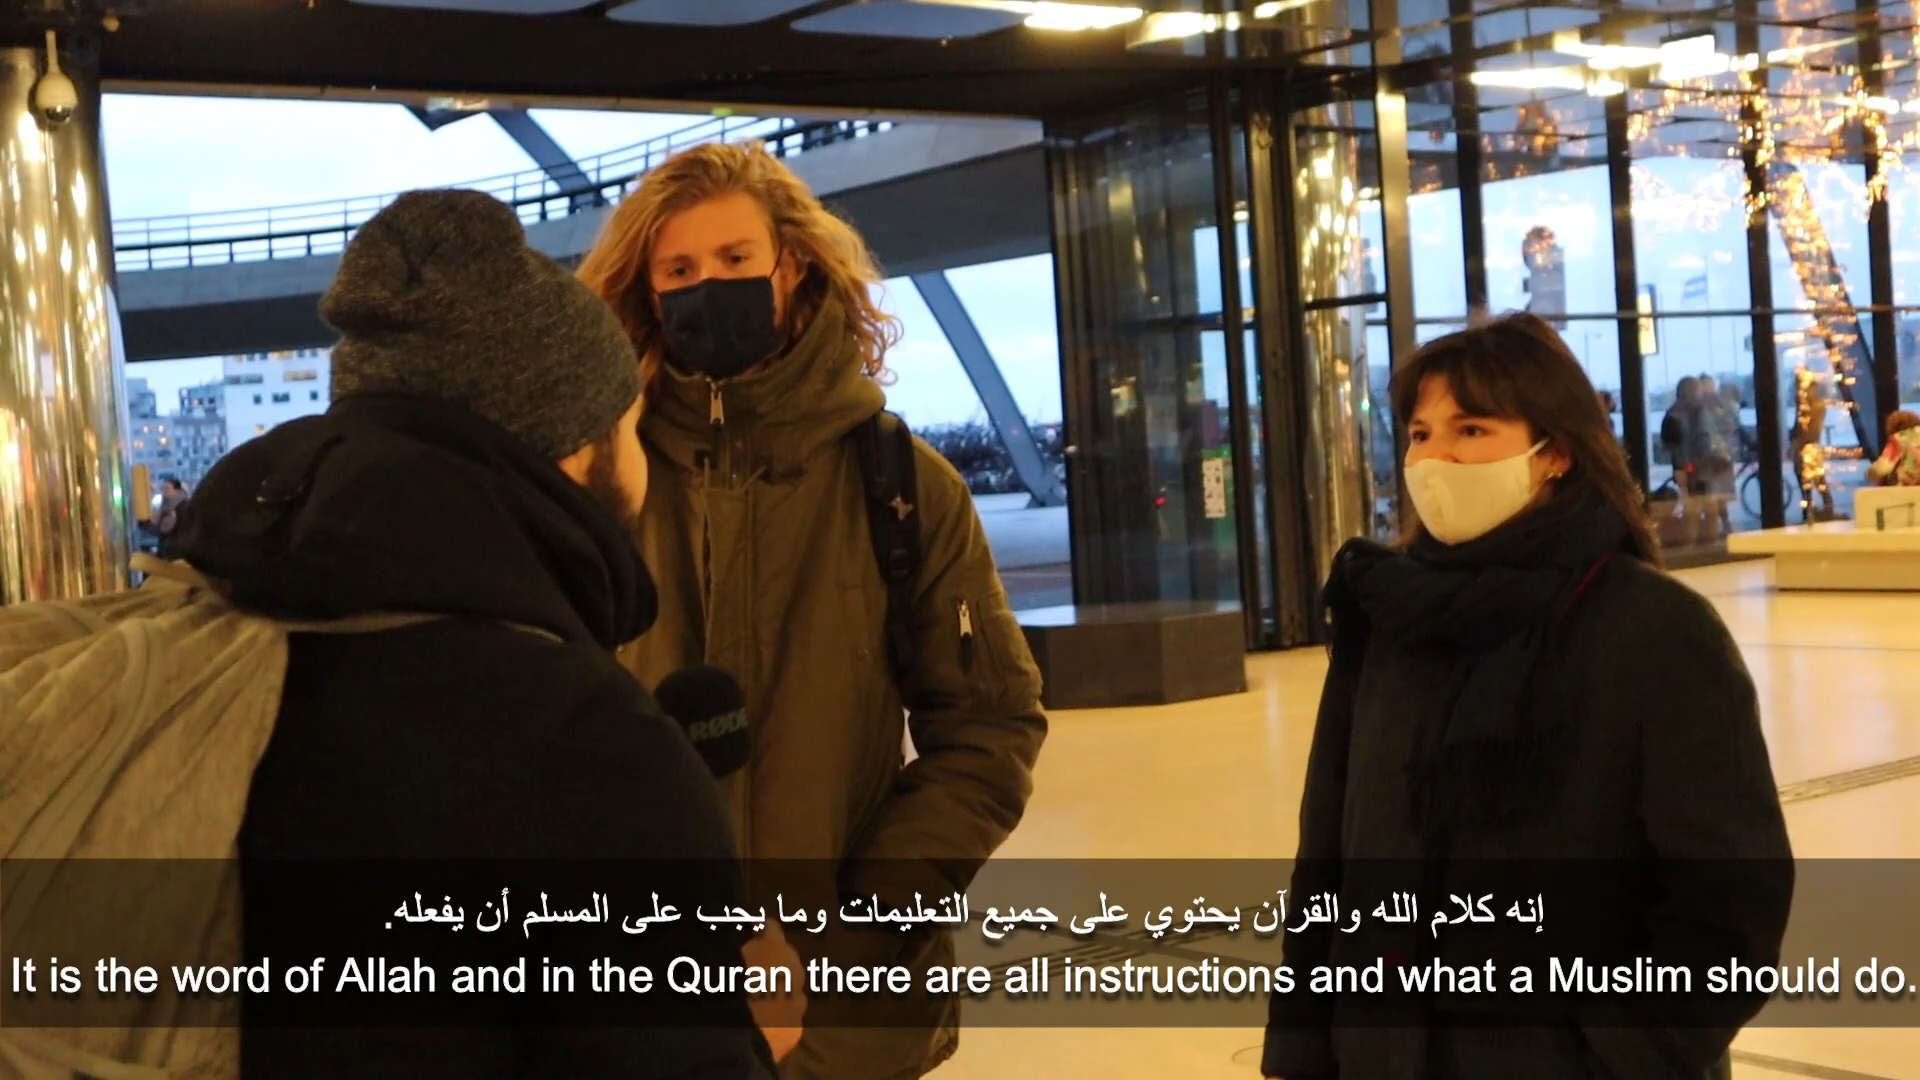 RØDE
إنه كلام الله والقرآن يحتوي على جميع التعليمات وما يجب على المسلم أن يفعله.
It is the word of Allah and in the Quran there are all instructions and what a Muslim should do.